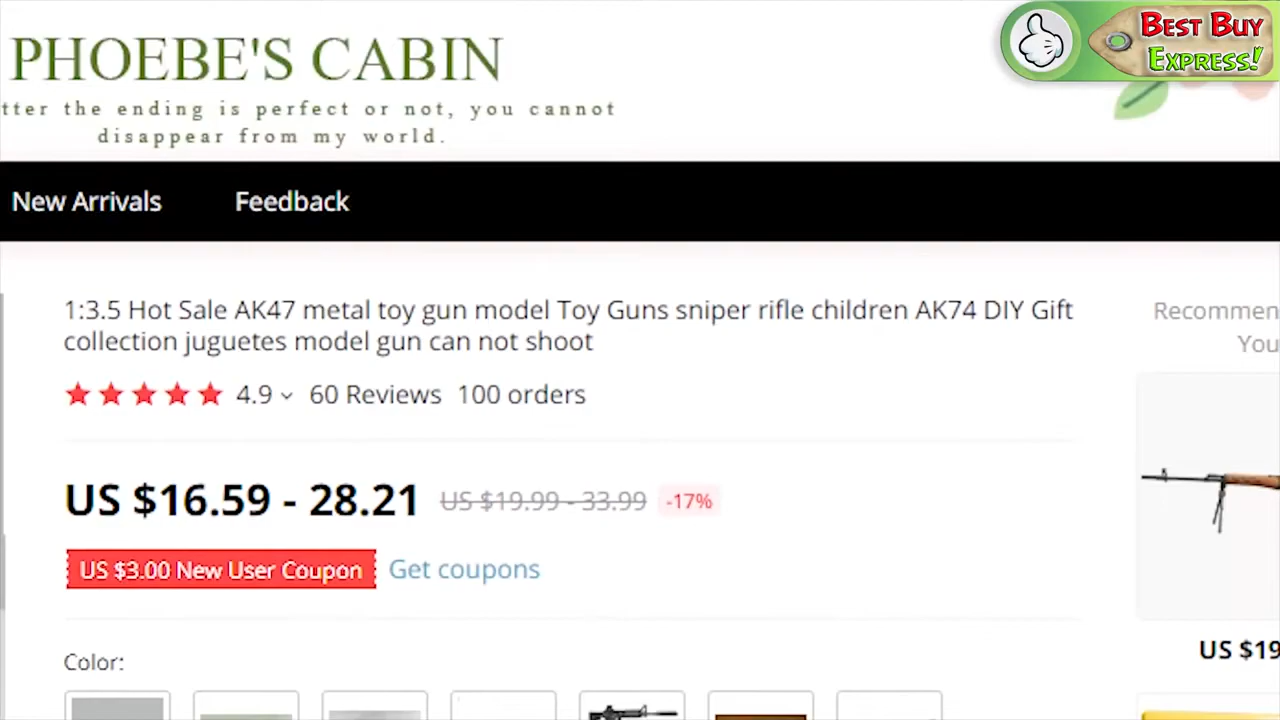 BEST BUY
EXPRESS!
PHOEBE'S CABIN
tter the ending is perfect or not, you cannot
disappear from my world.
New Arrivals Feedback
1:3.5 Hot Sale AK47 metal toy gun model Toy Guns sniper rifle children AK74 DIY Gift
collection juguetes model gun can not shoot
4.9 60 Reviews 100 orders
Recommen
You
US $16.59 - 28.21 US $19.99 - 33.99 -17%
US $3.00 New User Coupon Get coupons
US $19
Color: